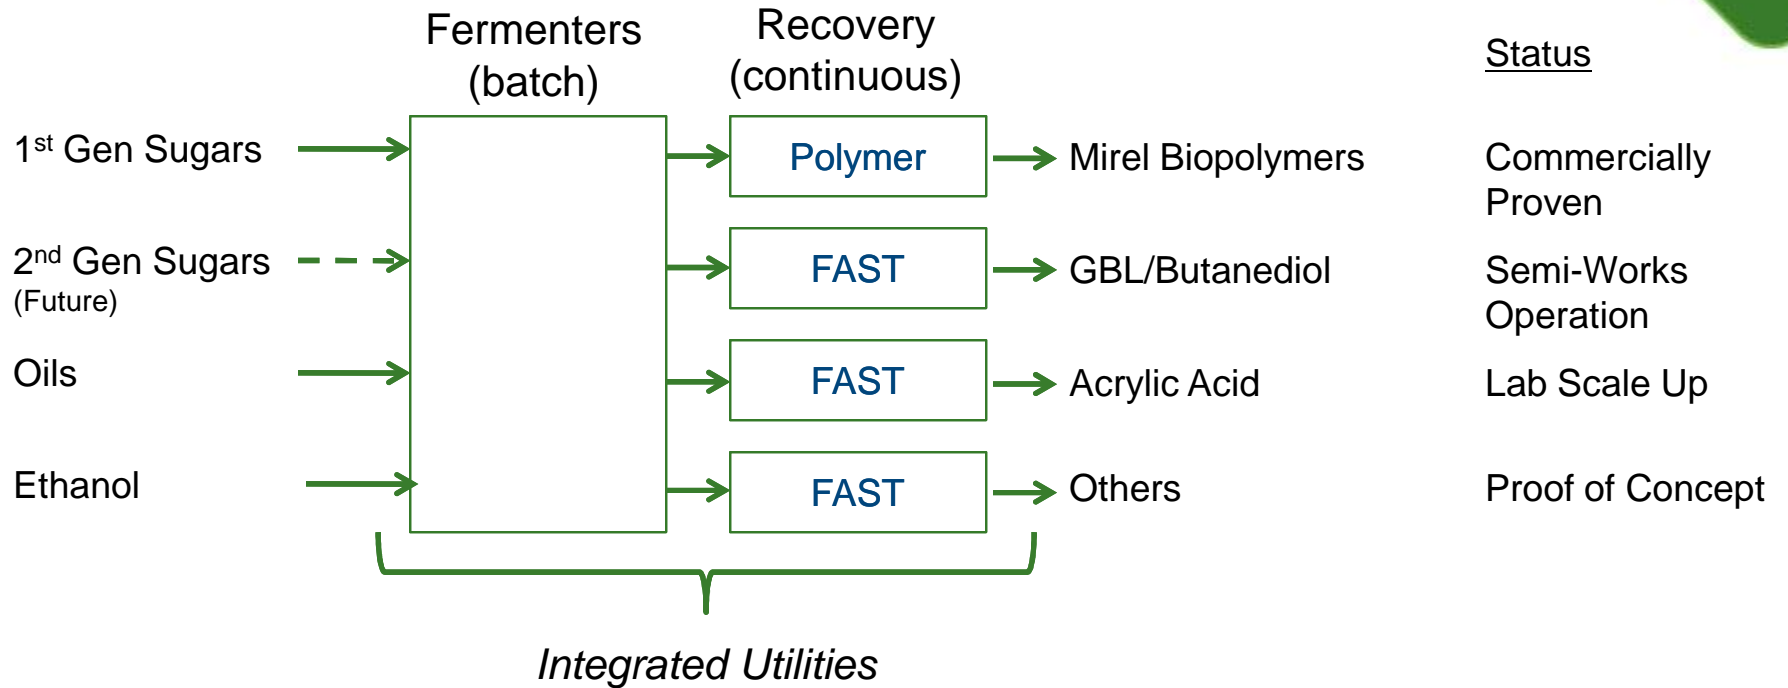 Fermenters
(batch)
Recovery
(continuous)
Status
1st Gen Sugars
Polymer
Mirel Biopolymers
Commercially
Proven
2nd Gen Sugars
(Future)
FAST
GBL/Butanediol
Semi-Works
Operation
Oils
FAST
Acrylic Acid
Lab Scale Up
Ethanol
FAST
Others
Proof of Concept
Integrated Utilities